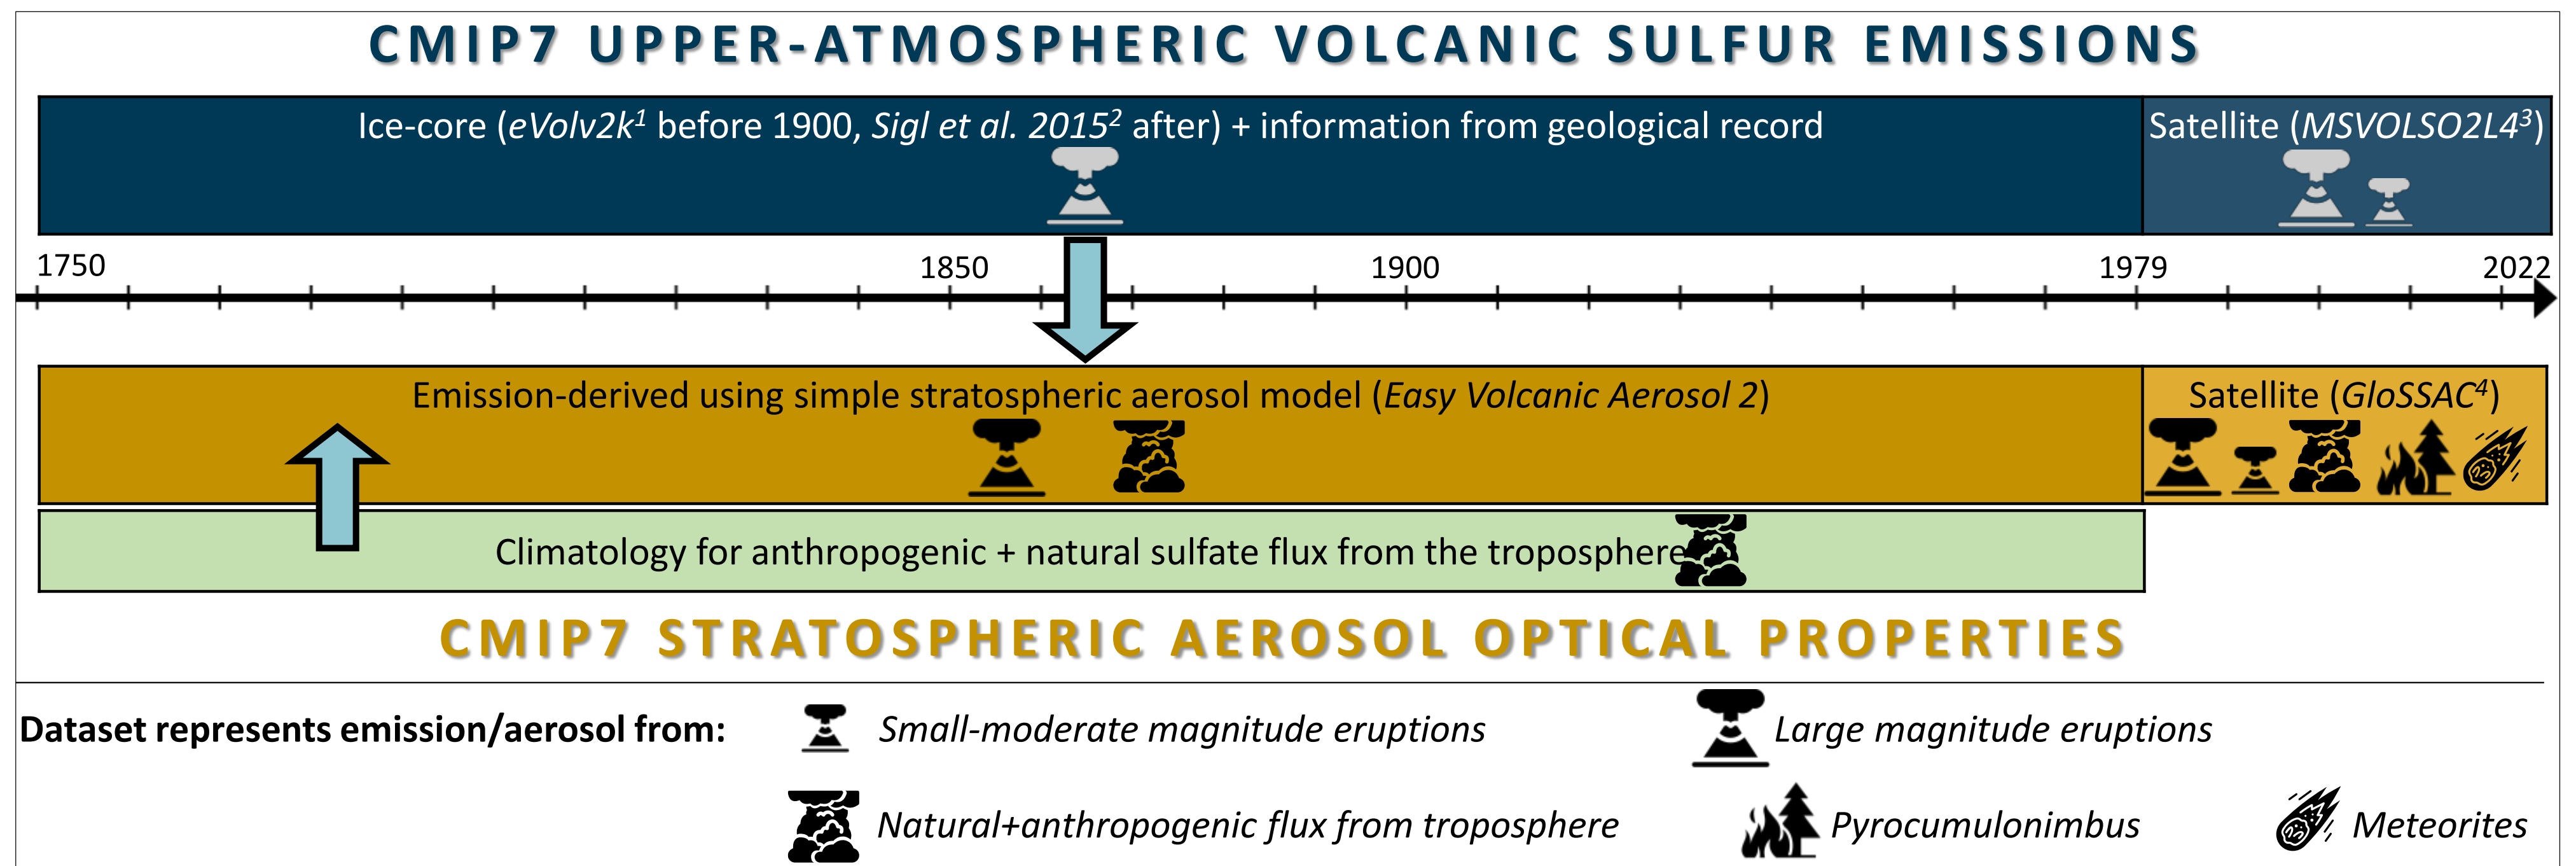 CMIP7 UPPER-ATMOSPHERIC VOLCANIC SULFUR EMISSIONS
Ice-core (eVolv2k¹ before 1900, Sigl et al. 2015² after) + information from geological record
Satellite (MSVOLSO2L4³)
1750 1850 1900 1979 2022
Emission-derived using simple stratospheric aerosol model (Easy Volcanic Aerosol 2)
Satellite (GloSSAC⁴)
Climatology for anthropogenic + natural sulfate flux from the troposphere
CMIP7 STRATOSPHERIC AEROSOL OPTICAL PROPERTIES
Dataset represents emission/aerosol from:
Small-moderate magnitude eruptions
Large magnitude eruptions
Natural+anthropogenic flux from troposphere
Pyrocumulonimbus
Meteorites